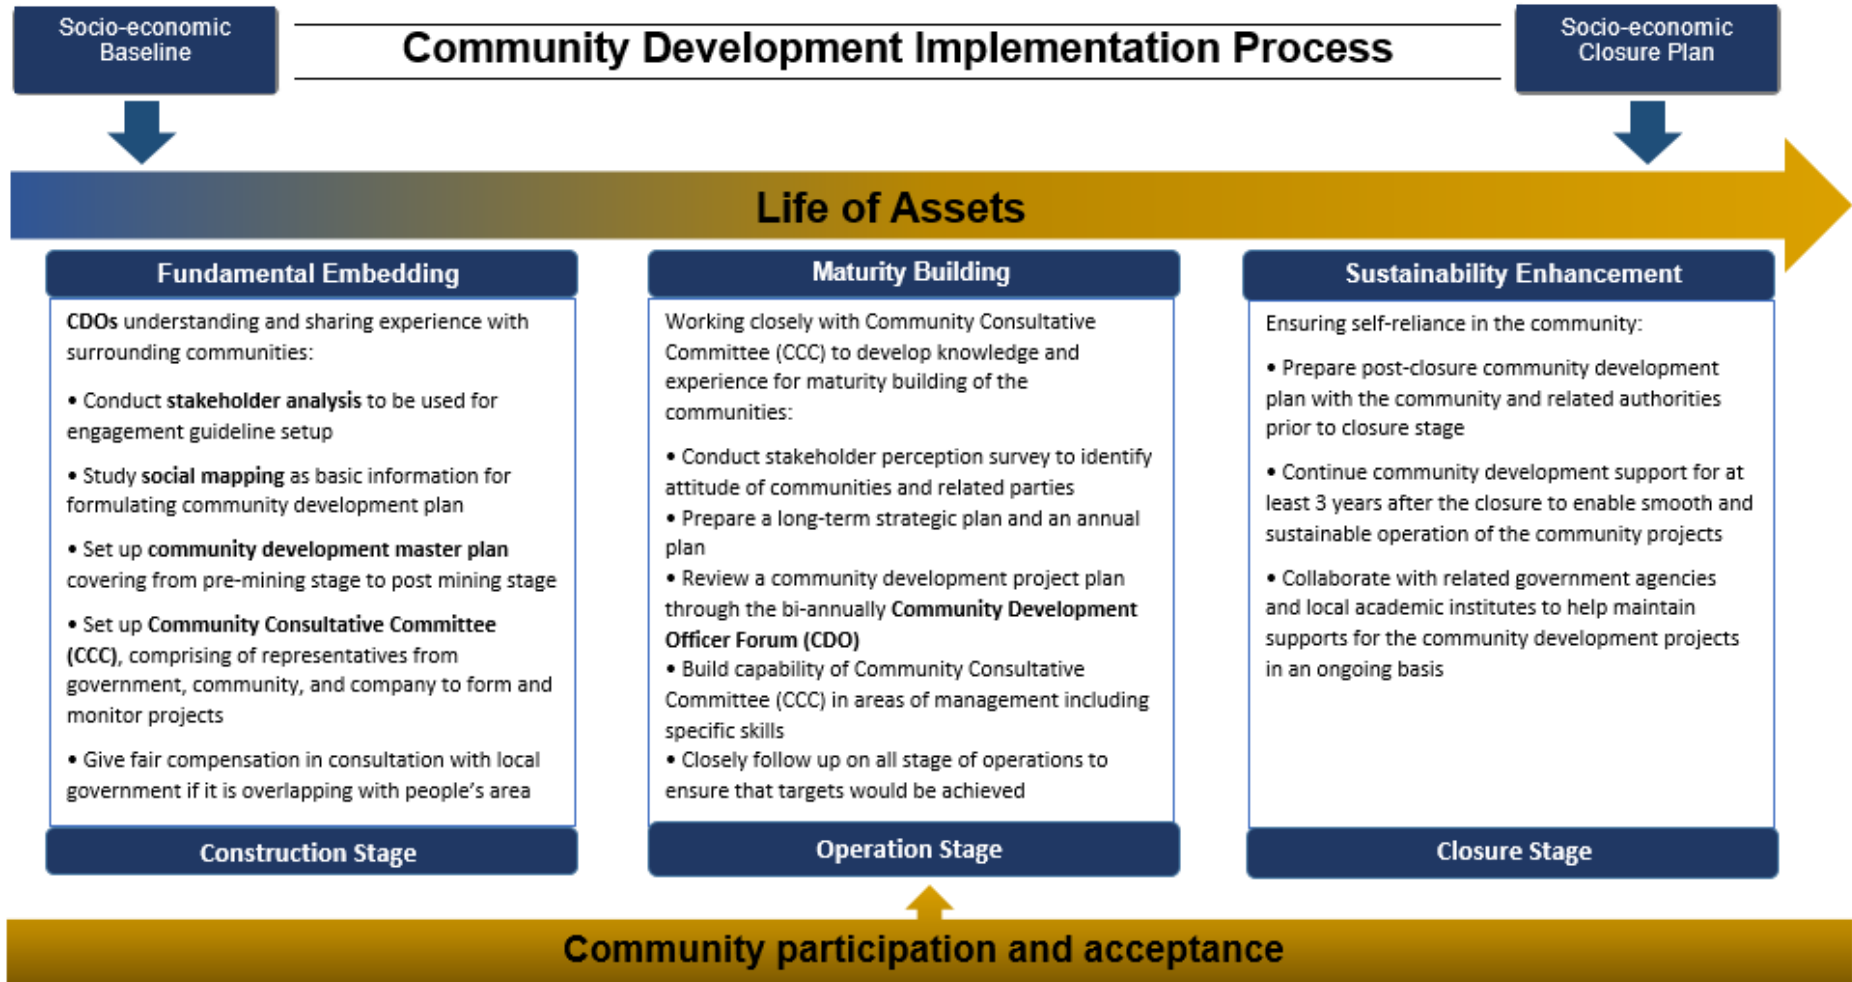 Socio-economic
Baseline
Community Development Implementation Process
Socio-economic
Closure Plan
Life of Assets
Fundamental Embedding
CDOs understanding and sharing experience with
surrounding communities:
• Conduct stakeholder analysis to be used for
engagement guideline setup
• Study social mapping as basic information for
formulating community development plan
• Set up community development master plan
covering from pre-mining stage to post mining stage
• Set up Community Consultative Committee
(CCC), comprising of representatives from
government, community, and company to form and
monitor projects
• Give fair compensation in consultation with local
government if it is overlapping with people's area
Construction Stage
Maturity Building
Working closely with Community Consultative
Committee (CCC) to develop knowledge and
experience for maturity building of the
communities:
• Conduct stakeholder perception survey to identify
attitude of communities and related parties
• Prepare a long-term strategic plan and an annual
plan
• Review a community development project plan
through the bi-annually Community Development
Officer Forum (CDO)
• Build capability of Community Consultative
Committee (CCC) in areas of management including
specific skills
• Closely follow up on all stage of operations to
ensure that targets would be achieved
Operation Stage
Sustainability Enhancement
Ensuring self-reliance in the community:
• Prepare post-closure community development
plan with the community and related authorities
prior to closure stage
• Continue community development support for at
least 3 years after the closure to enable smooth and
sustainable operation of the community projects
• Collaborate with related government agencies
and local academic institutes to help maintain
supports for the community development projects
in an ongoing basis
Closure Stage
Community participation and acceptance